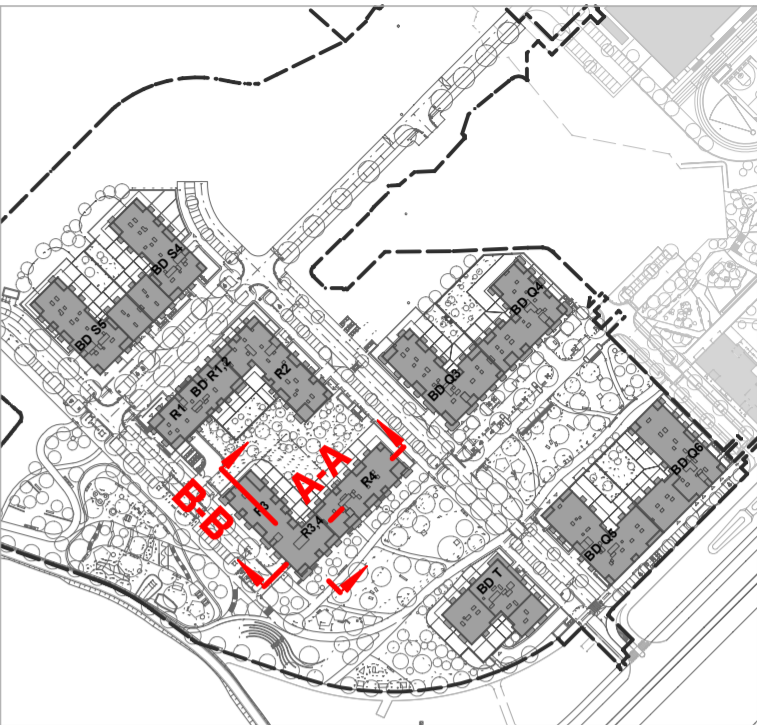 BD S4
BD S5
BD Q4
BD R1,2
R2
R1
BD Q3
A-A
R4
B-B
R3
R3,4
BD Q6
BD Q5
BD T